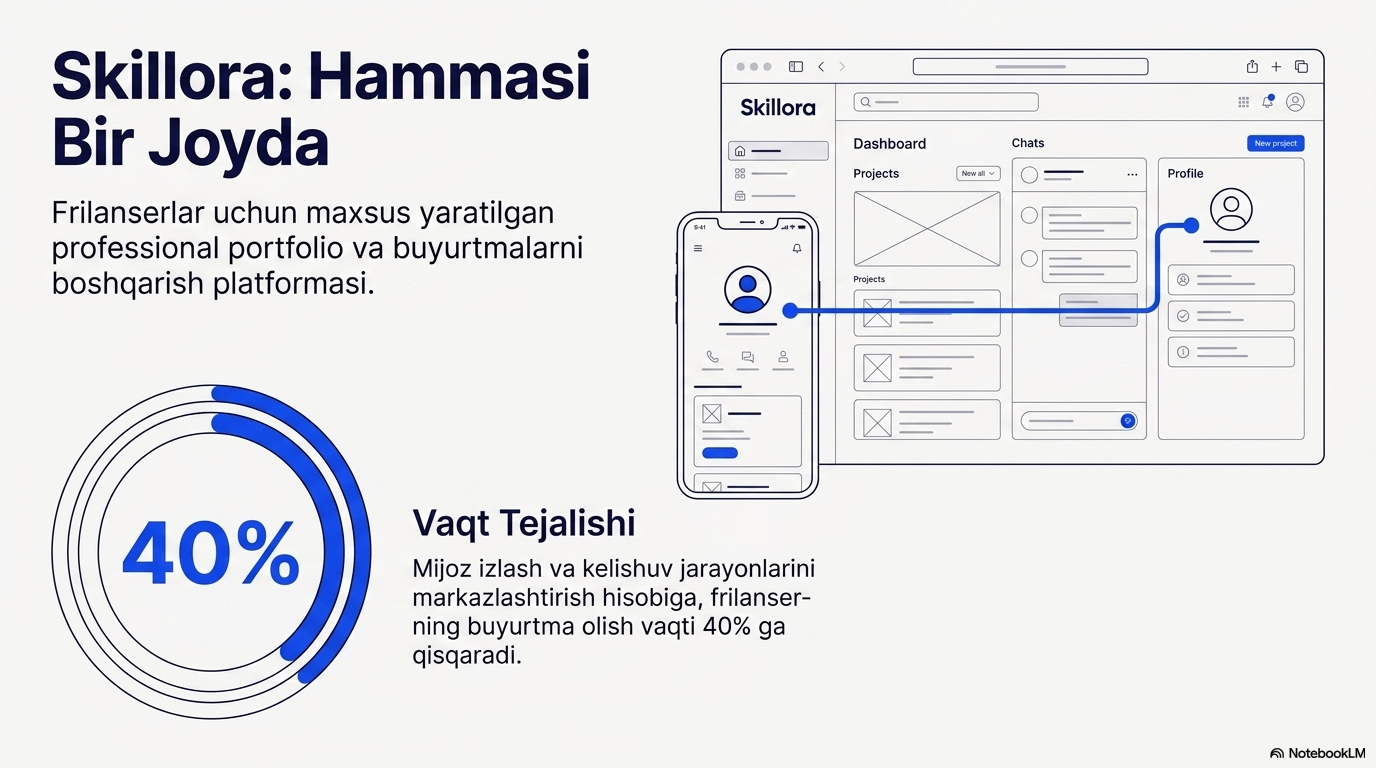 Skillora: Hammasi
Bir Joyda
Frilanserlar uchun maxsus yaratilgan
professional portfolio va buyurtmalarni
boshqarish platformasi.
Skillora
Dashboard
Projects
New all
Projects
Chats
New project
Profile
9:41
40%
Vaqt Tejalishi
Mijoz izlash va kelishuv jarayonlarini
markazlashtirish hisobiga, frilanser-
ning buyurtma olish vaqti 40% ga
qisqaradi.
NotebookLM